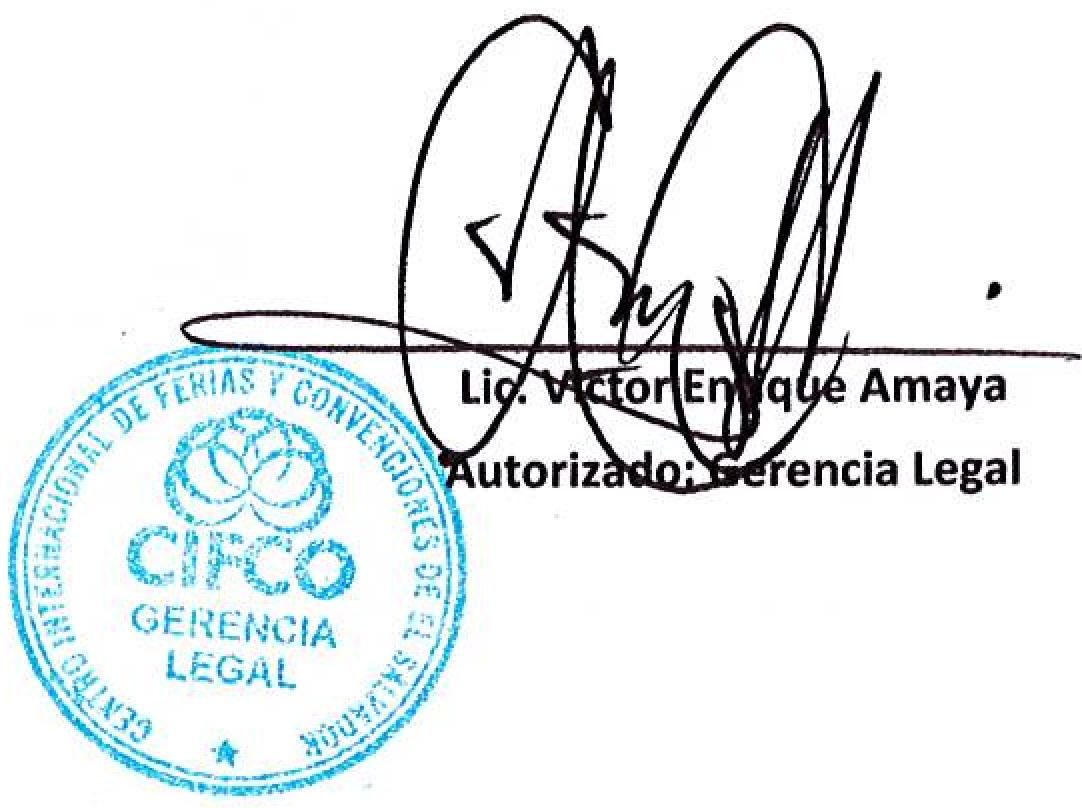 Lic. Victor Enrique Amaya
Autorizado: Gerencia Legal
CENTRO INTERNACIONAL DE FERIAS Y CONVENCIONES DE EL SALVADOR
CIFCO
GERENCIA
LEGAL